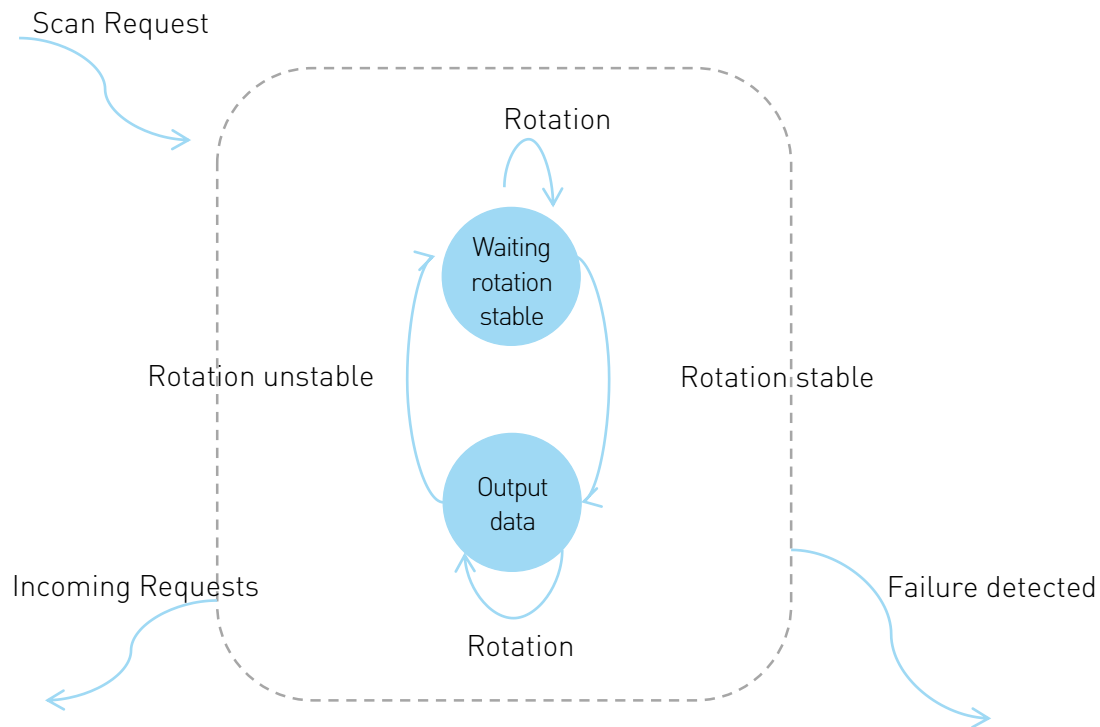 Scan Request
Rotation
Waiting
rotation
stable
Rotation unstable
Rotation stable
Output
data
Incoming Requests
Failure detected
Rotation